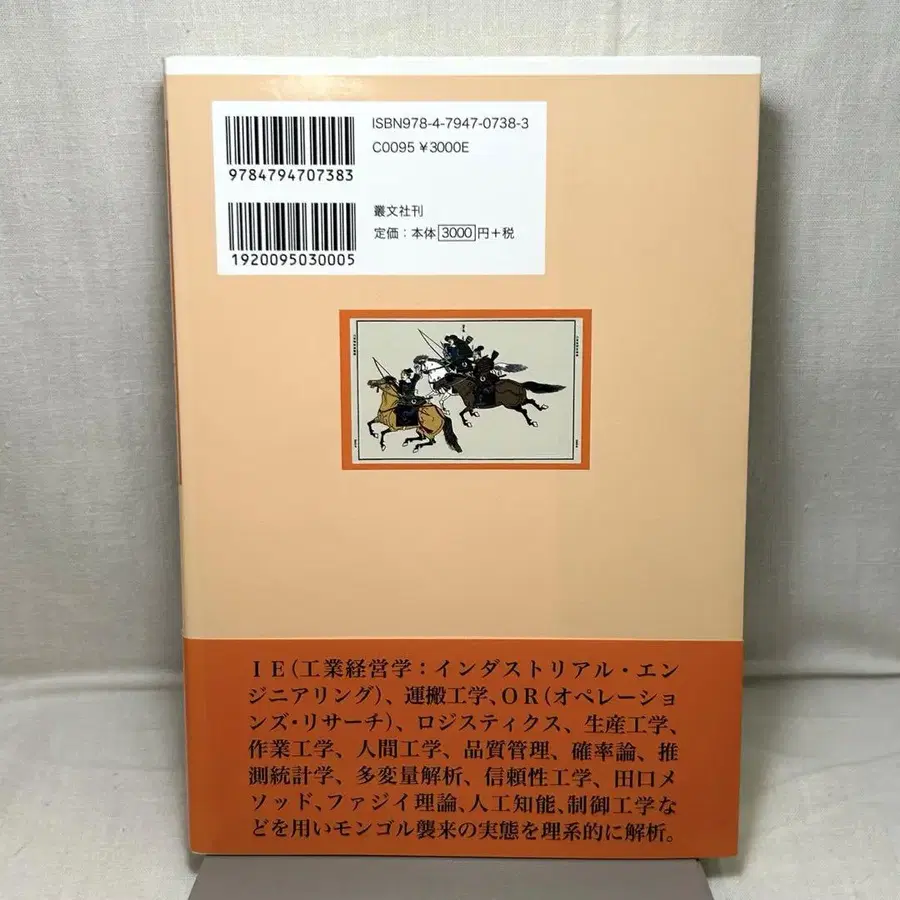 ISBN978-4-7947-0738-3
C0095 ¥3000E
9784794707383
叢文社刊
定価：本体3000円＋税
1920095030005
ＩＥ（工業経営学：インダストリアル・エン
ジニアリング）、運搬工学、ＯＲ（オペレーショ
ンズ・リサーチ）、ロジスティクス、生産工学、
作業工学、人間工学、品質管理、確率論、推
測統計学、多変量解析、信頼性工学、田口メ
ソッド、ファジイ理論、人工知能、制御工学な
どを用いモンゴル襲来の実態を理系的に解析。